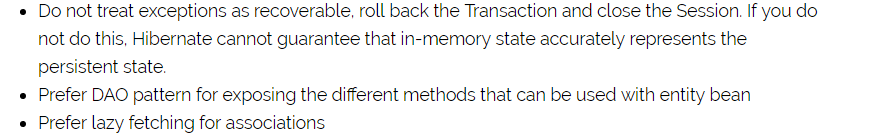 • Do not treat exceptions as recoverable, roll back the Transaction and close the Session. If you do
not do this, Hibernate cannot guarantee that in-memory state accurately represents the
persistent state.
• Prefer DAO pattern for exposing the different methods that can be used with entity bean
• Prefer lazy fetching for associations